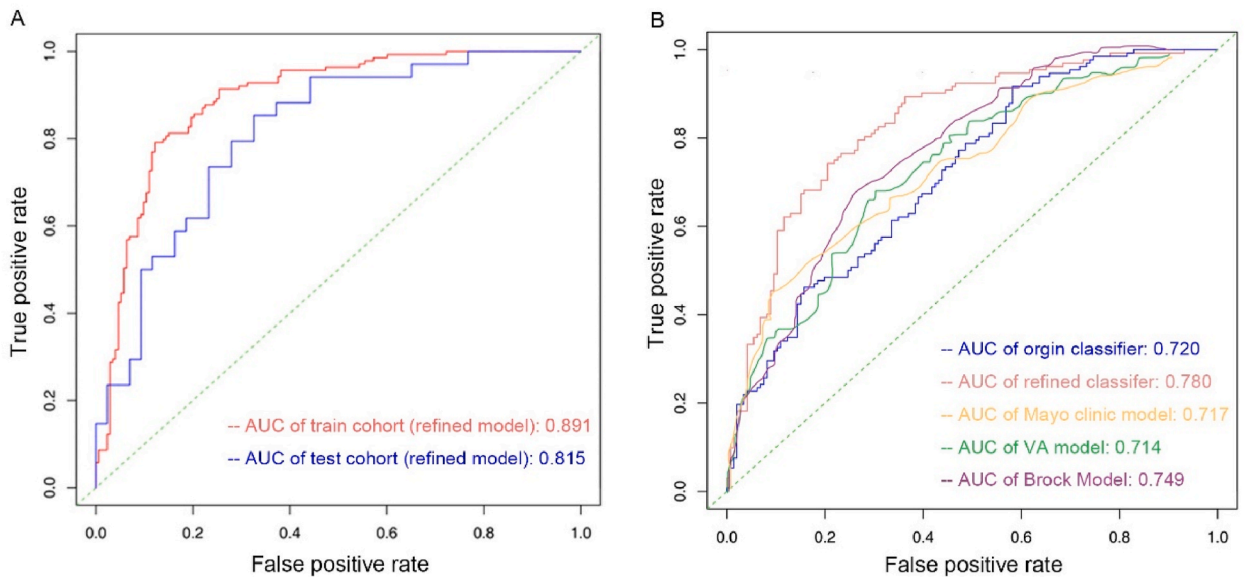 A
True positive rate
1.0
0.8
0.6
0.4
0.2
0.0
-- AUC of train cohort (refined model): 0.891
-- AUC of test cohort (refined model): 0.815
0.0 0.2 0.4 0.6 0.8 1.0
False positive rate
B
True positive rate
1.0
0.8
0.6
0.4
0.2
0.0
-- AUC of orgin classifier: 0.720
-- AUC of refined classifer: 0.780
-- AUC of Mayo clinic model: 0.717
-- AUC of VA model: 0.714
-- AUC of Brock Model: 0.749
0.0 0.2 0.4 0.6 0.8 1.0
False positive rate